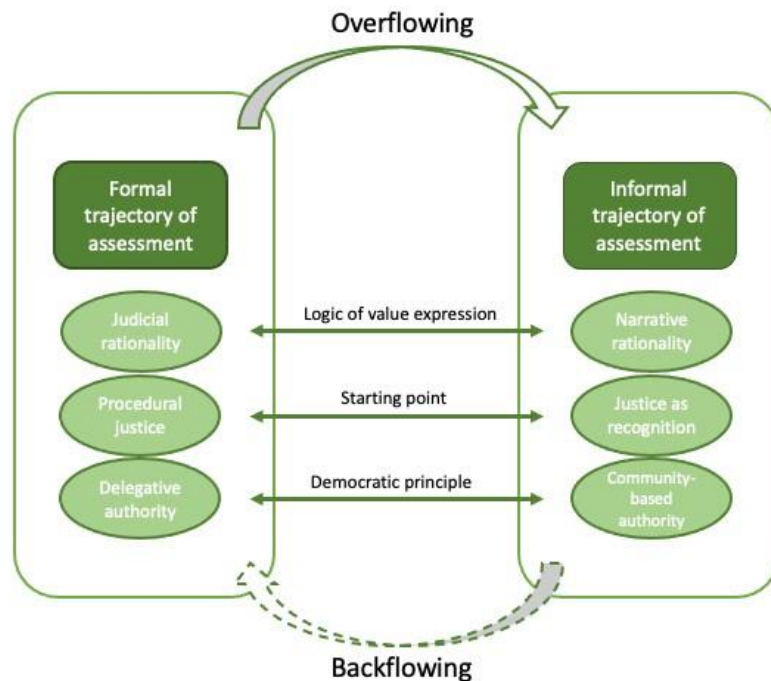 Overflowing
Formal
trajectory of
assessment
Informal
trajectory of
assessment
Judicial
rationality
Logic of value expression
Narrative
rationality
Procedural
justice
Starting point
Justice as
recognition
Delegative
authority
Democratic principle
Community-
based
authority
Backflowing